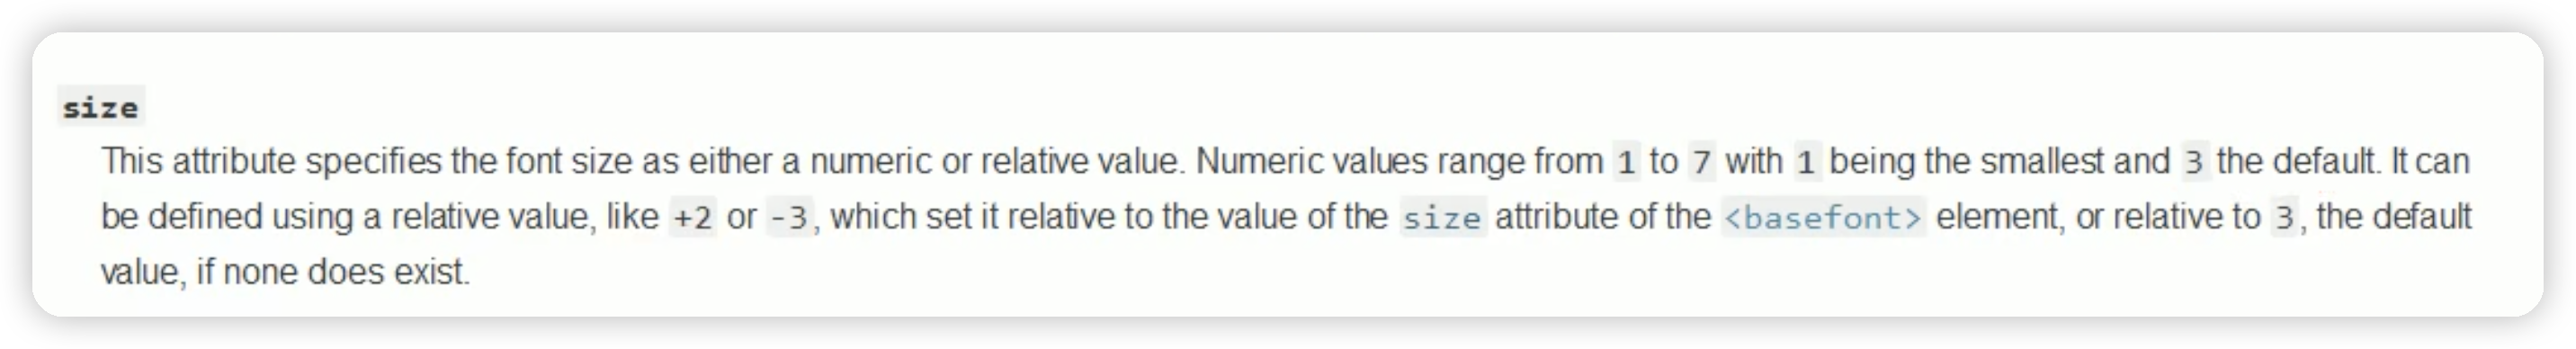 size
This attribute specifies the font size as either a numeric or relative value. Numeric values range from 1 to 7 with 1 being the smallest and 3 the default. It can
be defined using a relative value, like +2 or -3, which set it relative to the value of the size attribute of the <basefont> element, or relative to 3, the default
value, if none does exist.